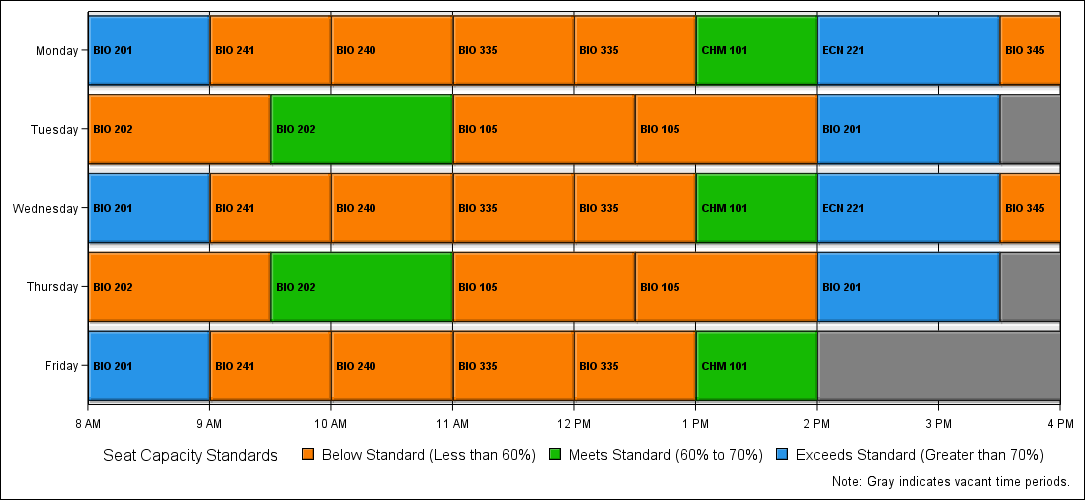 Monday BIO 201 BIO 241 BIO 240 BIO 335 BIO 335 CHM 101 ECN 221 BIO 345
Tuesday BIO 202 BIO 202 BIO 105 BIO 105 BIO 201
Wednesday BIO 201 BIO 241 BIO 240 BIO 335 BIO 335 CHM 101 ECN 221 BIO 345
Thursday BIO 202 BIO 202 BIO 105 BIO 105 BIO 201
Friday BIO 201 BIO 241 BIO 240 BIO 335 BIO 335 CHM 101
8 AM 9 AM 10 AM 11 AM 12 PM 1 PM 2 PM 3 PM 4 PM
Seat Capacity Standards Below Standard (Less than 60%) Meets Standard (60% to 70%) Exceeds Standard (Greater than 70%)
Note: Gray indicates vacant time periods.